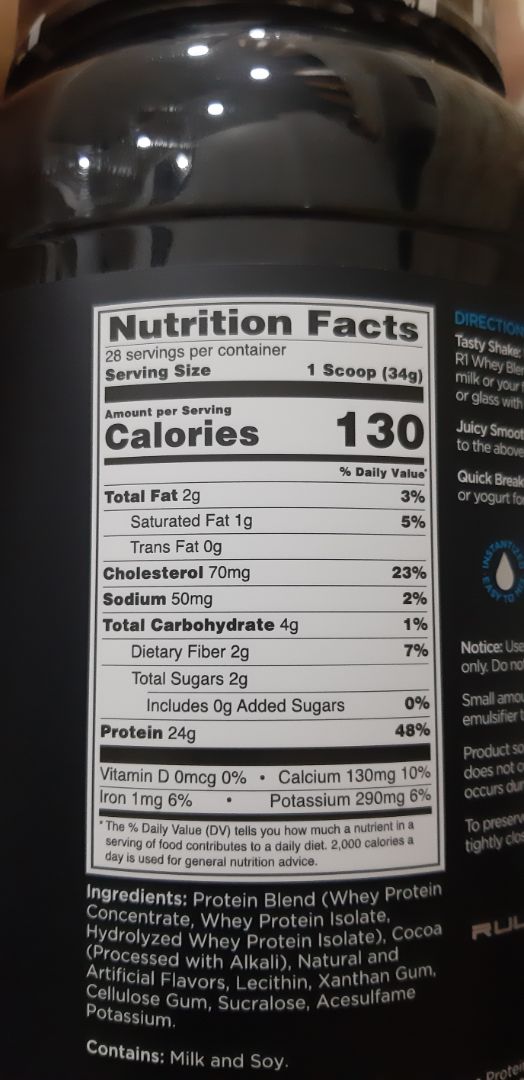 Nutrition Facts
28 servings per container
Serving Size 1 Scoop (34g)
Amount per Serving
Calories 130
% Daily Value*
Total Fat 2g 3%
Saturated Fat 1g 5%
Trans Fat 0g
Cholesterol 70mg 23%
Sodium 50mg 2%
Total Carbohydrate 4g 1%
Dietary Fiber 2g 7%
Total Sugars 2g
Includes 0g Added Sugars 0%
Protein 24g 48%
Vitamin D 0mcg 0% • Calcium 130mg 10%
Iron 1mg 6% • Potassium 290mg 6%
* The % Daily Value (DV) tells you how much a nutrient in a
serving of food contributes to a daily diet. 2,000 calories a
day is used for general nutrition advice.
Ingredients: Protein Blend (Whey Protein
Concentrate, Whey Protein Isolate,
Hydrolyzed Whey Protein Isolate), Cocoa
(Processed with Alkali), Natural and
Artificial Flavors, Lecithin, Xanthan Gum,
Cellulose Gum, Sucralose, Acesulfame
Potassium.
Contains: Milk and Soy.
DIRECTION
Tasty Shake:
R1 Whey Ble
milk or your
or glass with
Juicy Smoot
to the above
Quick Break
or yogurt fo
INSTANTIZED
EASY TO
Notice: Use
only. Do no
Small amou
emulsifier
Product so
does not
occurs dur
To preserv
tightly clos
RUL
Protei